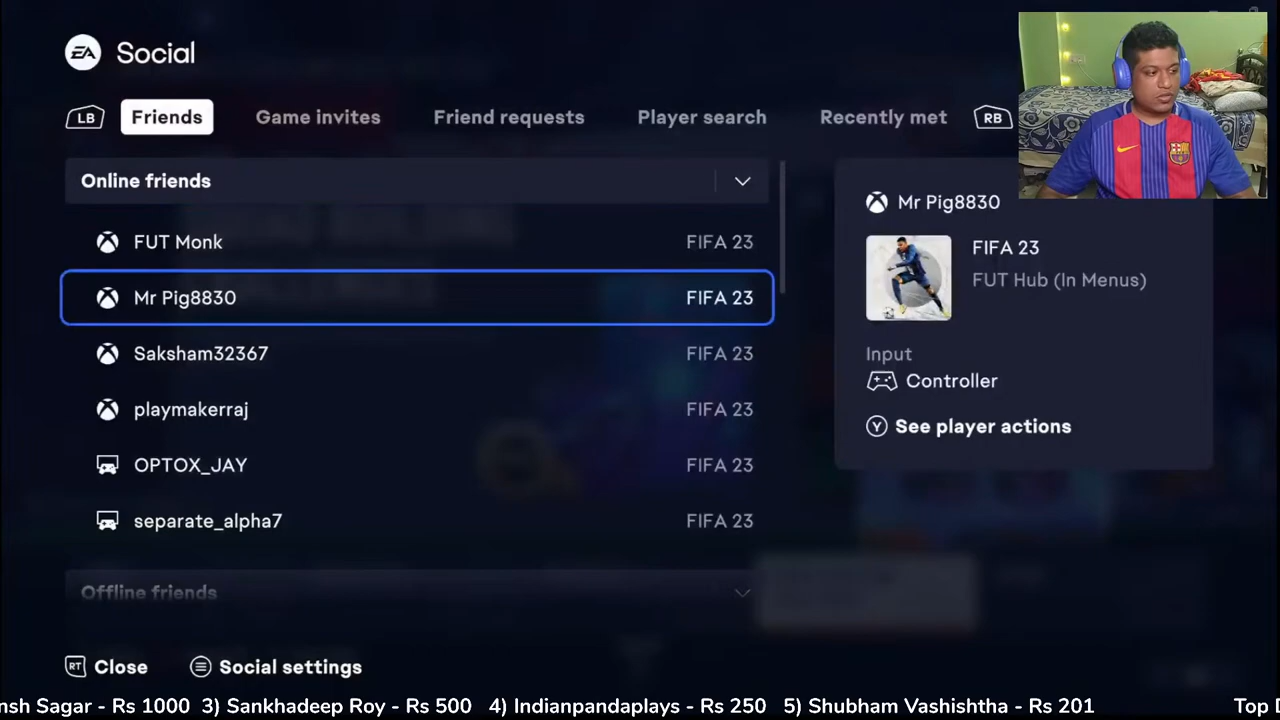 EA Social
LB Friends Game invites Friend requests Player search Recently met RB
Online friends
FUT Monk FIFA 23
Mr Pig8830 FIFA 23
Saksham32367 FIFA 23
playmakerraj FIFA 23
OPTOX_JAY FIFA 23
separate_alpha7 FIFA 23
Offline friends
Mr Pig8830
FIFA 23
FUT Hub (In Menus)
Input
Controller
Y See player actions
RT Close Social settings
nsh Sagar - Rs 1000 3) Sankhadeep Roy - Rs 500 4) Indianpandaplays - Rs 250 5) Shubham Vashishtha - Rs 201 Top